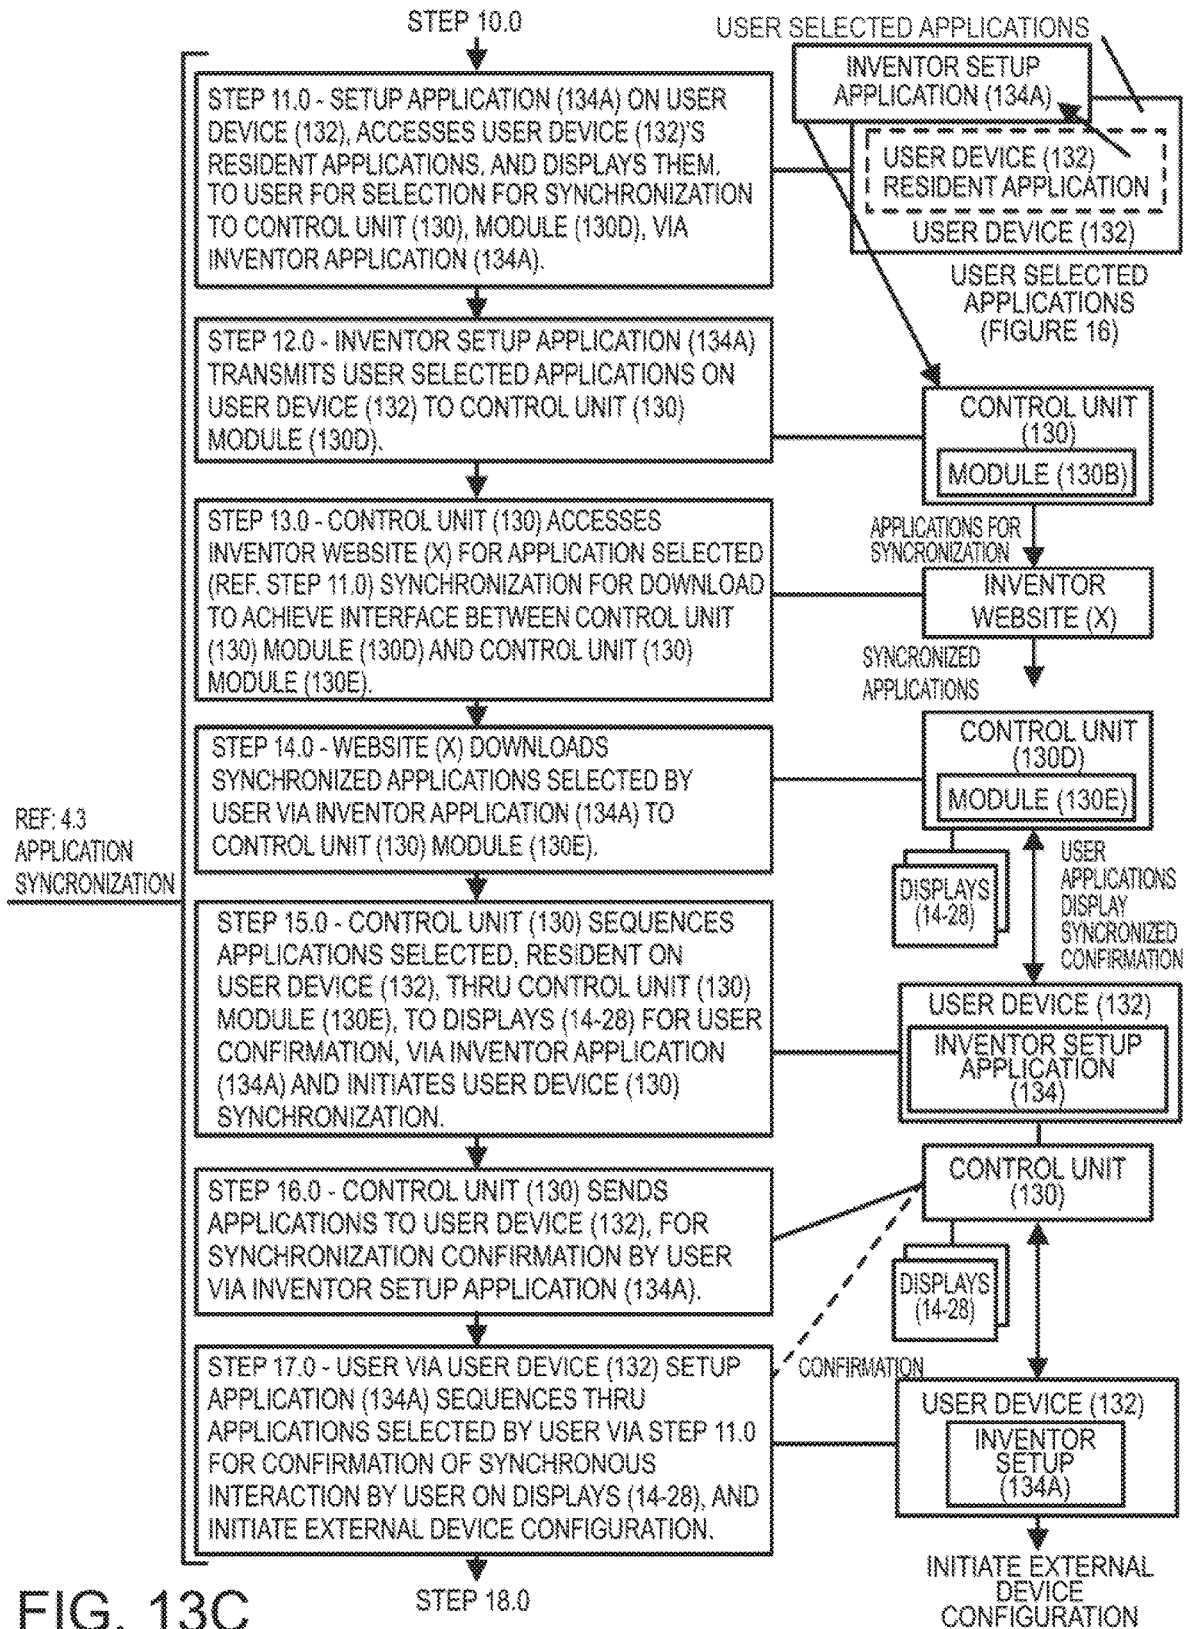 STEP 10.0
STEP 11.0 - SETUP APPLICATION (134A) ON USER
DEVICE (132), ACCESSES USER DEVICE (132)'S
RESIDENT APPLICATIONS, AND DISPLAYS THEM.
TO USER FOR SELECTION FOR SYNCHRONIZATION
TO CONTROL UNIT (130), MODULE (130D), VIA
INVENTOR APPLICATION (134A).
STEP 12.0 - INVENTOR SETUP APPLICATION (134A)
TRANSMITS USER SELECTED APPLICATIONS ON
USER DEVICE (132) TO CONTROL UNIT (130)
MODULE (130D).
STEP 13.0 - CONTROL UNIT (130) ACCESSES
INVENTOR WEBSITE (X) FOR APPLICATION SELECTED
(REF. STEP 11.0) SYNCHRONIZATION FOR DOWNLOAD
TO ACHIEVE INTERFACE BETWEEN CONTROL UNIT
(130) MODULE (130D) AND CONTROL UNIT (130)
MODULE (130E).
STEP 14.0 - WEBSITE (X) DOWNLOADS
SYNCHRONIZED APPLICATIONS SELECTED BY
USER VIA INVENTOR APPLICATION (134A) TO
CONTROL UNIT (130) MODULE (130E).
STEP 15.0 - CONTROL UNIT (130) SEQUENCES
APPLICATIONS SELECTED, RESIDENT ON
USER DEVICE (132), THRU CONTROL UNIT (130)
MODULE (130E), TO DISPLAYS (14-28) FOR USER
CONFIRMATION, VIA INVENTOR APPLICATION
(134A) AND INITIATES USER DEVICE (130)
SYNCHRONIZATION.
STEP 16.0 - CONTROL UNIT (130) SENDS
APPLICATIONS TO USER DEVICE (132), FOR
SYNCHRONIZATION CONFIRMATION BY USER
VIA INVENTOR SETUP APPLICATION (134A).
STEP 17.0 - USER VIA USER DEVICE (132) SETUP
APPLICATION (134A) SEQUENCES THRU
APPLICATIONS SELECTED BY USER VIA STEP 11.0
FOR CONFIRMATION OF SYNCHRONOUS
INTERACTION BY USER ON DISPLAYS (14-28), AND
INITIATE EXTERNAL DEVICE CONFIGURATION.
STEP 18.0
REF: 4.3
APPLICATION
SYNCRONIZATION
USER SELECTED APPLICATIONS
INVENTOR SETUP
APPLICATION (134A)
USER DEVICE (132)
RESIDENT APPLICATION
USER DEVICE (132)
USER SELECTED
APPLICATIONS
(FIGURE 16)
CONTROL UNIT
(130)
MODULE (130B)
APPLICATIONS FOR
SYNCRONIZATION
INVENTOR
WEBSITE (X)
SYNCRONIZED
APPLICATIONS
CONTROL UNIT
(130D)
MODULE (130E)
DISPLAYS
(14-28)
USER
APPLICATIONS
DISPLAY
SYNCRONIZED
CONFIRMATION
USER DEVICE (132)
INVENTOR SETUP
APPLICATION
(134)
CONTROL UNIT
(130)
DISPLAYS
(14-28)
CONFIRMATION
USER DEVICE (132)
INVENTOR
SETUP
(134A)
INITIATE EXTERNAL
DEVICE
CONFIGURATION
FIG. 13C